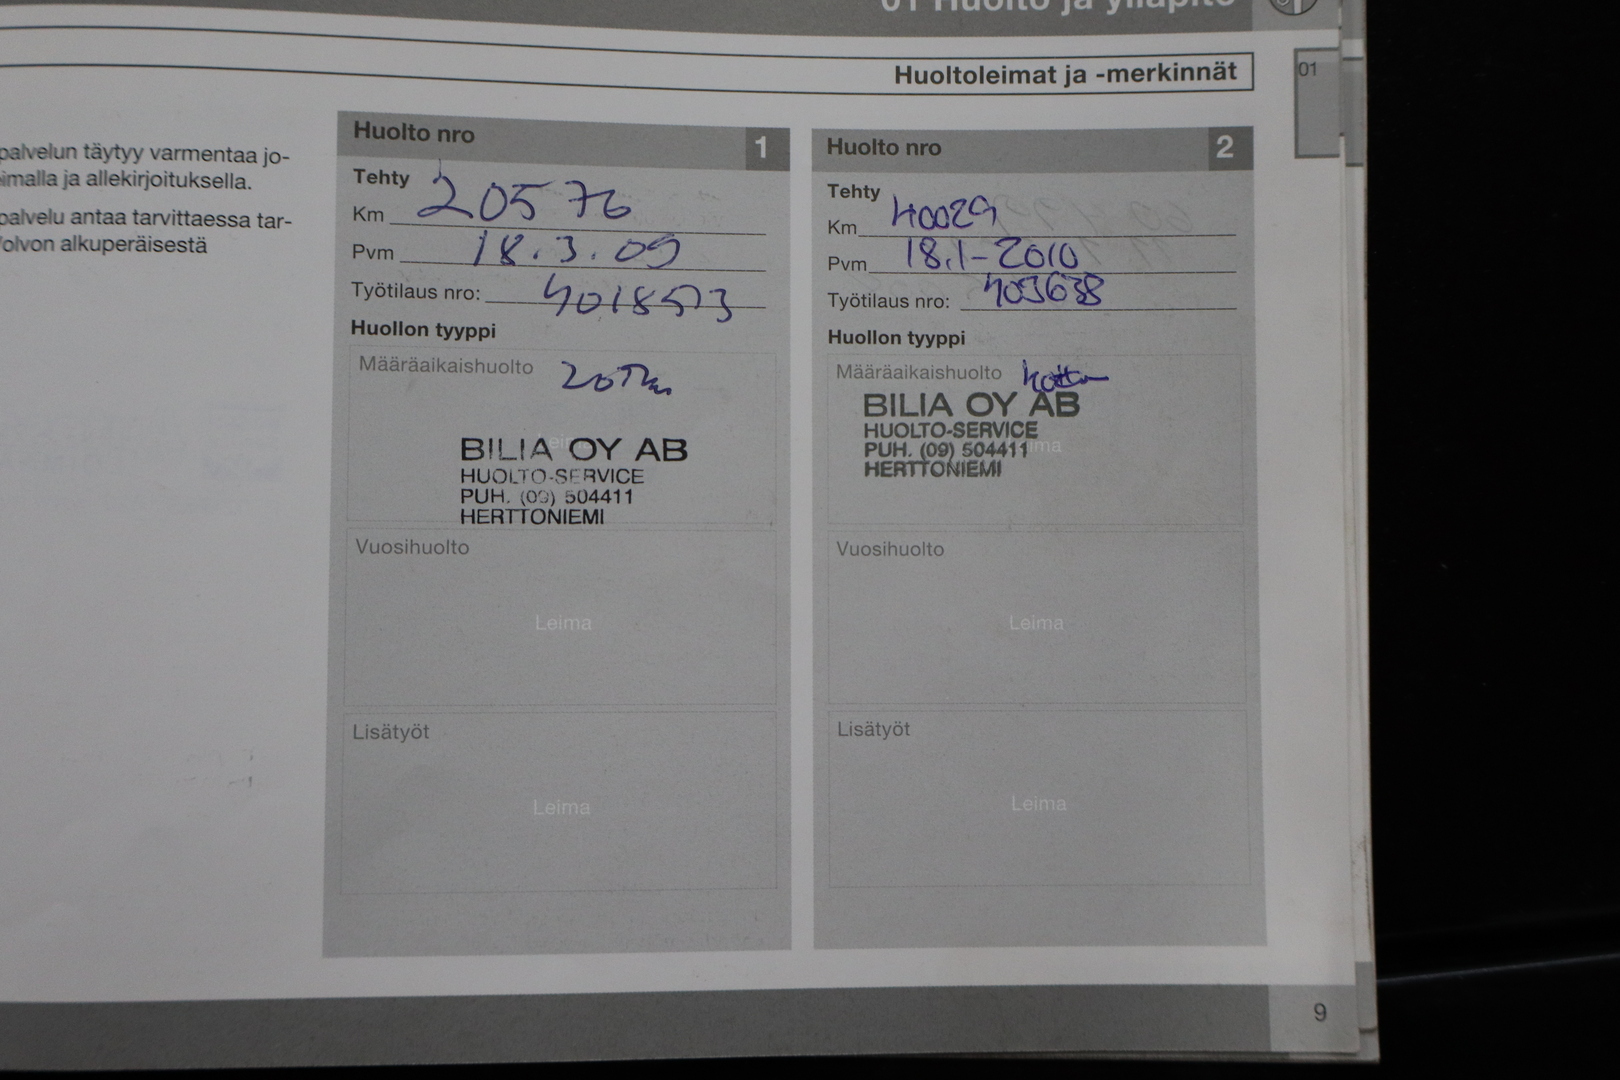 01 Huolto ja ylläpito
Huoltoleimat ja -merkinnät
01
palvelun täytyy varmentaa jo-
eimalla ja allekirjoituksella.
palvelu antaa tarvittaessa tar-
Volvon alkuperäisestä
Huolto nro 1
Tehty
Km 20576
Pvm 18.3.09
Työtilaus nro: 4018573
Huollon tyyppi
Määräaikaishuolto 20Tkm
Leima
BILIA OY AB
HUOLTO-SERVICE
PUH. (09) 504411
HERTTONIEMI
Vuosihuolto
Leima
Lisätyöt
Leima
Huolto nro 2
Tehty
Km 40029
Pvm 18.1-2010
Työtilaus nro: 403638
Huollon tyyppi
Määräaikaishuolto
BILIA OY AB
HUOLTO-SERVICE
PUH. (09) 504411
HERTTONIEMI
Vuosihuolto
Leima
Lisätyöt
Leima
9